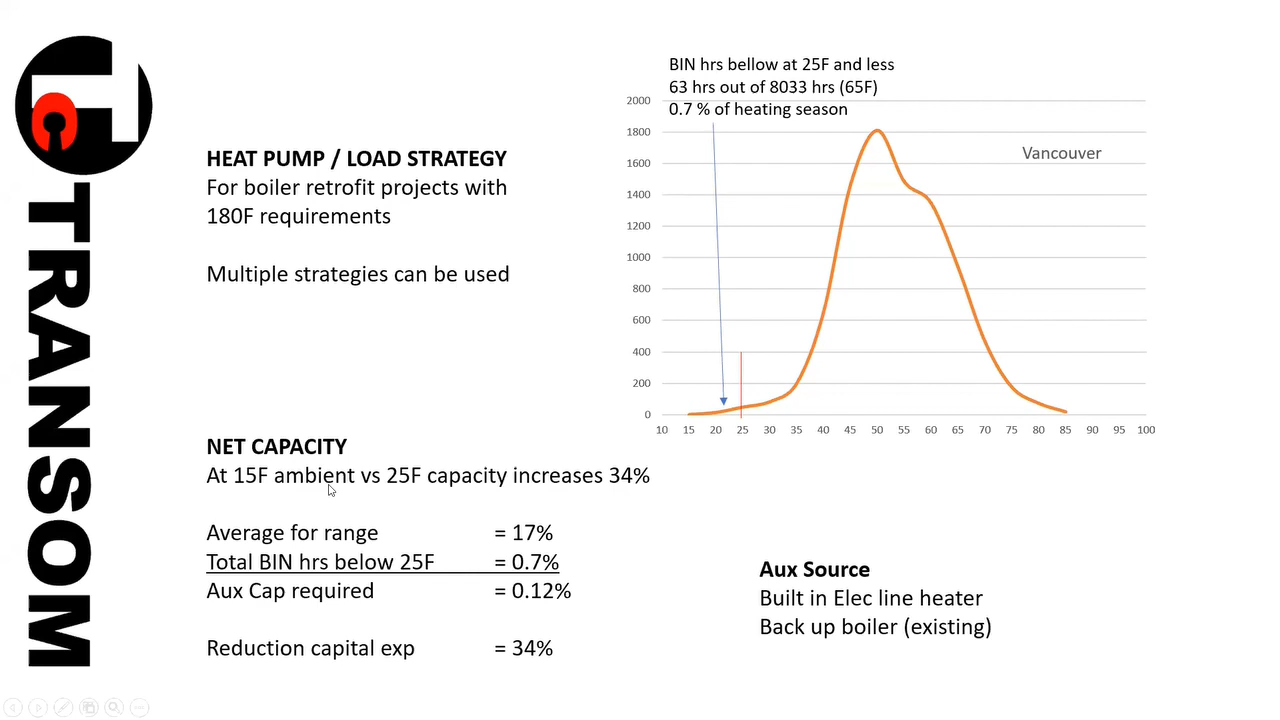 TC
TRANSOM
HEAT PUMP / LOAD STRATEGY
For boiler retrofit projects with
180F requirements
Multiple strategies can be used
NET CAPACITY
At 15F ambient vs 25F capacity increases 34%
Average for range = 17%
Total BIN hrs below 25F = 0.7%
Aux Cap required = 0.12%
Reduction capital exp = 34%
BIN hrs bellow at 25F and less
63 hrs out of 8033 hrs (65F)
0.7 % of heating season
Vancouver
2000
1800
1600
1400
1200
1000
800
600
400
200
0
10 15 20 25 30 35 40 45 50 55 60 65 70 75 80 85 90 95 100
Aux Source
Built in Elec line heater
Back up boiler (existing)